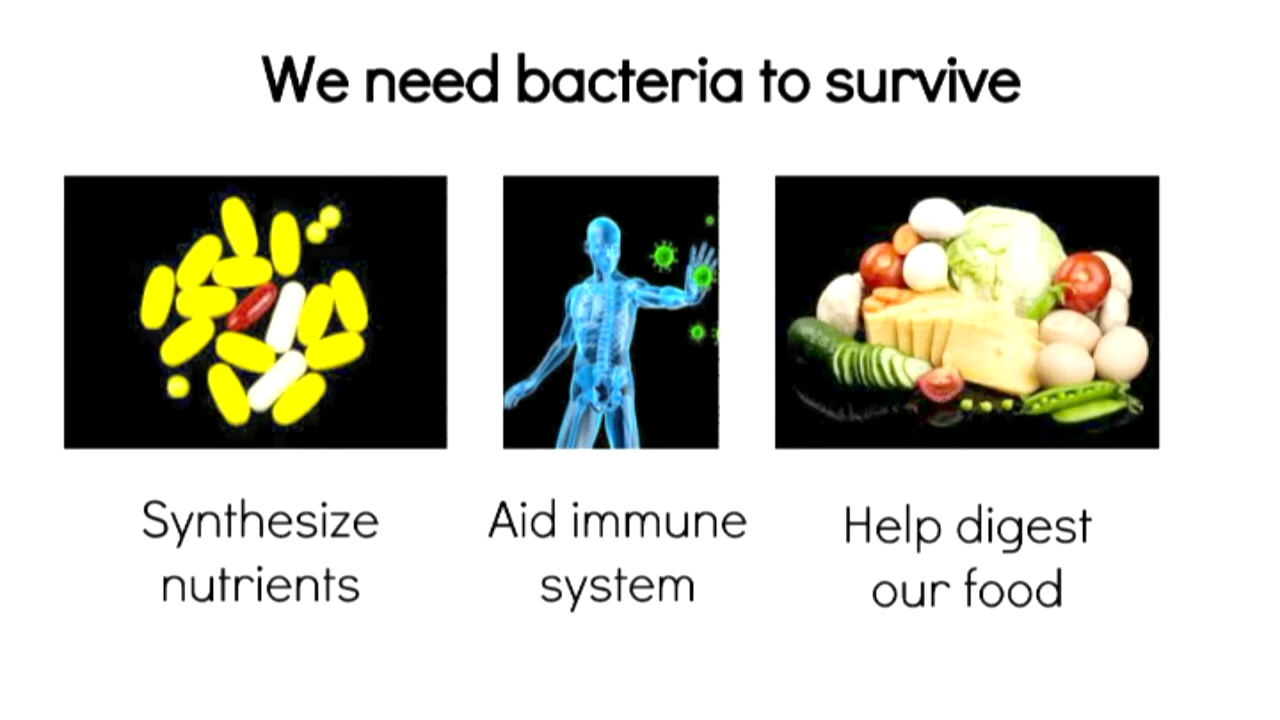 We need bacteria to survive
Synthesize
nutrients
Aid immune
system
Help digest
our food